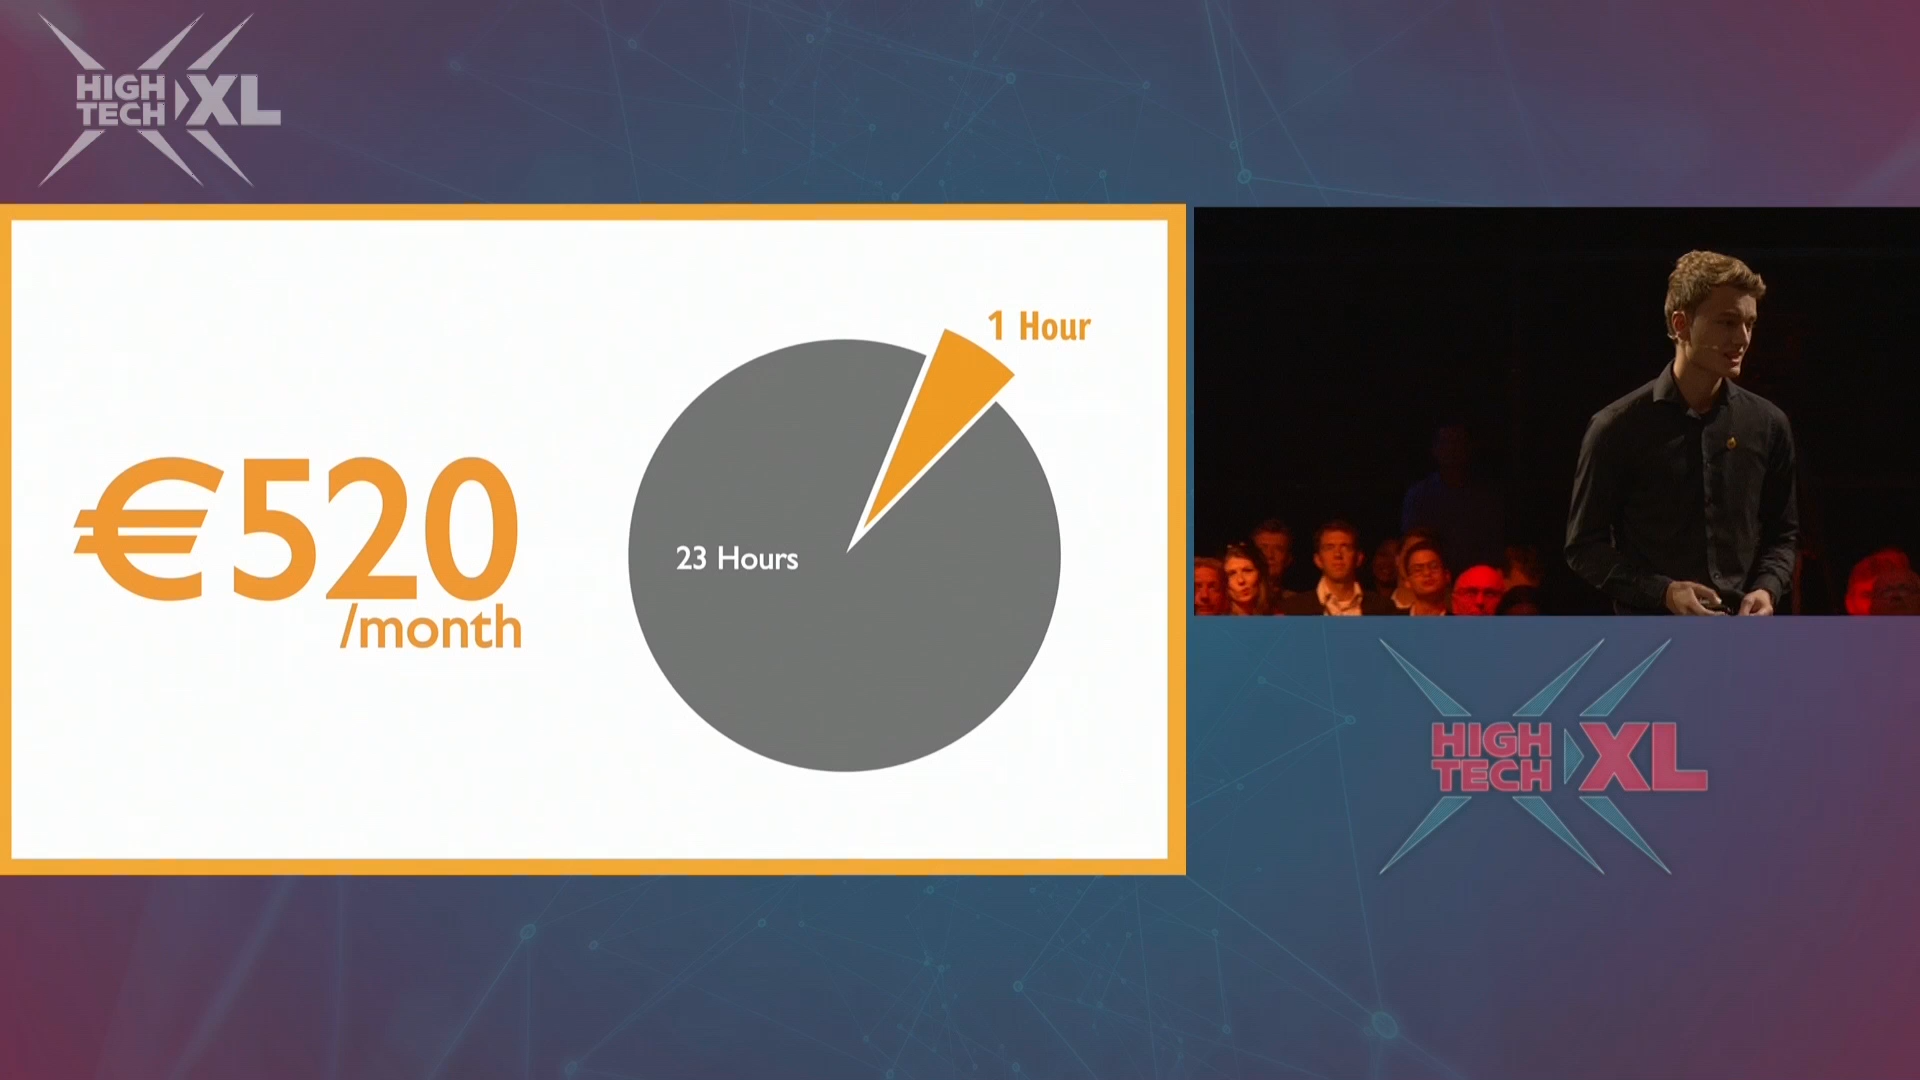 HIGH
TECH XL
1 Hour
€520
/month
23 Hours
HIGH
TECH XL